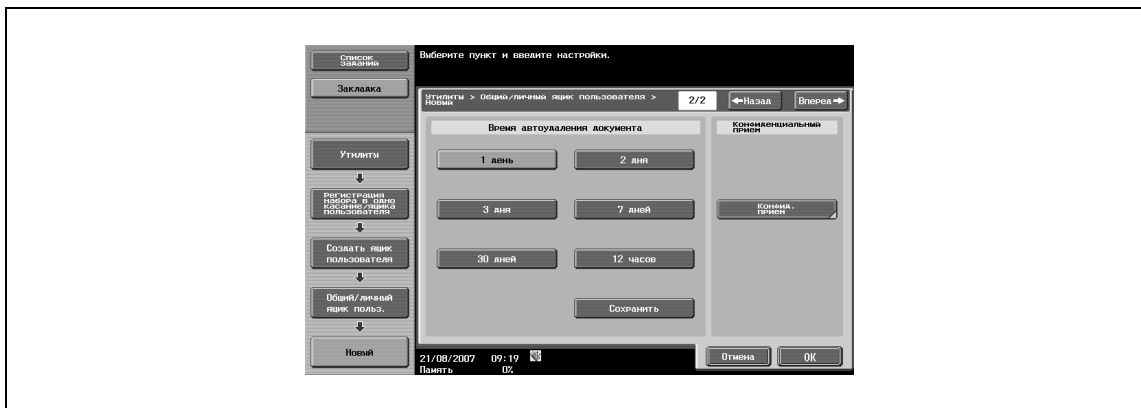 Список
заданий
Закладка
Утилиты
Регистрация
набора в одно
касание/ящика
пользователя
Создать ящик
пользователя
Общий/личный
ящик польз.
Новый
Выберите пункт и введите настройки.
Утилиты > Общий/личный ящик пользователя >
Новый
2/2
←Назад
Вперед→
Время автоудаления документа
1 день
2 дня
3 дня
7 дней
30 дней
12 часов
Сохранить
Конфиденциальный
прием
Конфид.
прием
21/08/2007 09:19
Память 0%
Отмена
OK